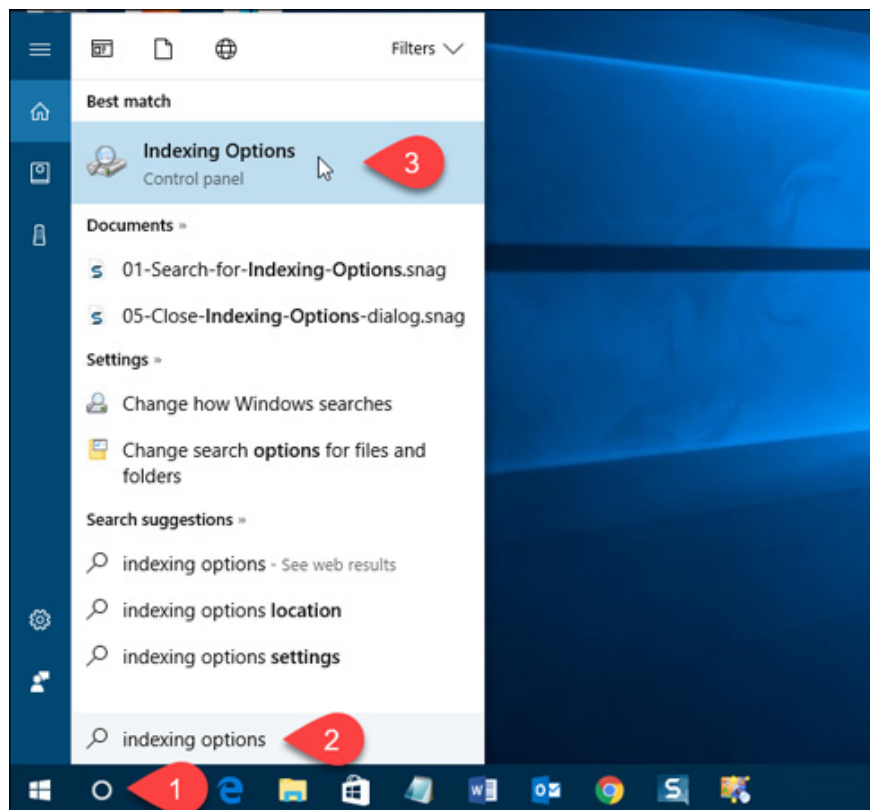 Filters
Best match
Indexing Options
Control panel
3
Documents »
01-Search-for-Indexing-Options.snag
05-Close-Indexing-Options-dialog.snag
Settings »
Change how Windows searches
Change search options for files and
folders
Search suggestions »
indexing options - See web results
indexing options location
indexing options settings
indexing options
2
1